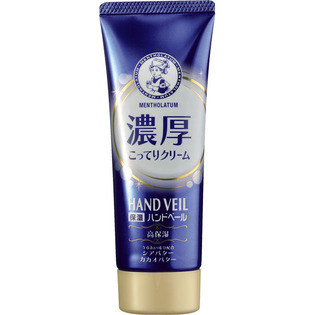 MENTHOLATUM
濃厚
こってりクリーム
HAND VEIL
保湿 ハンドベール
高保湿
シアバター
カカオバター